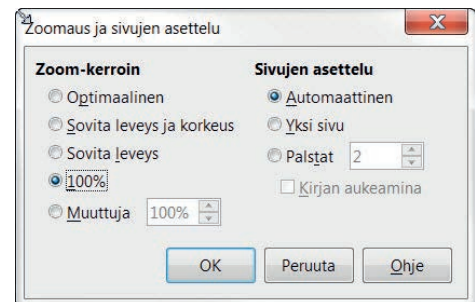 Zoomaus ja sivujen asettelu
Zoom-kerroin
Optimaalinen
Sovita leveys ja korkeus
Sovita leveys
100%
Muuttuja 100%
Sivujen asettelu
Automaattinen
Yksi sivu
Palstat 2
Kirjan aukeamina
OK Peruuta Ohje